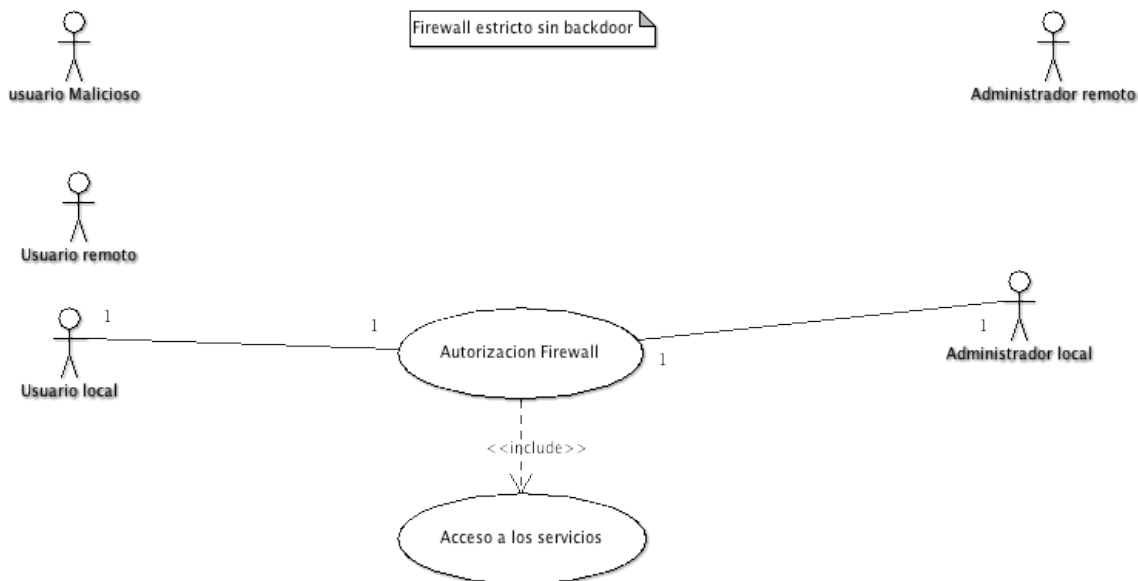 Firewall estricto sin backdoor
usuario Malicioso
Administrador remoto
Usuario remoto
1
1
Autorizacion Firewall
1
1
Administrador local
Usuario local
<<include>>
Acceso a los servicios